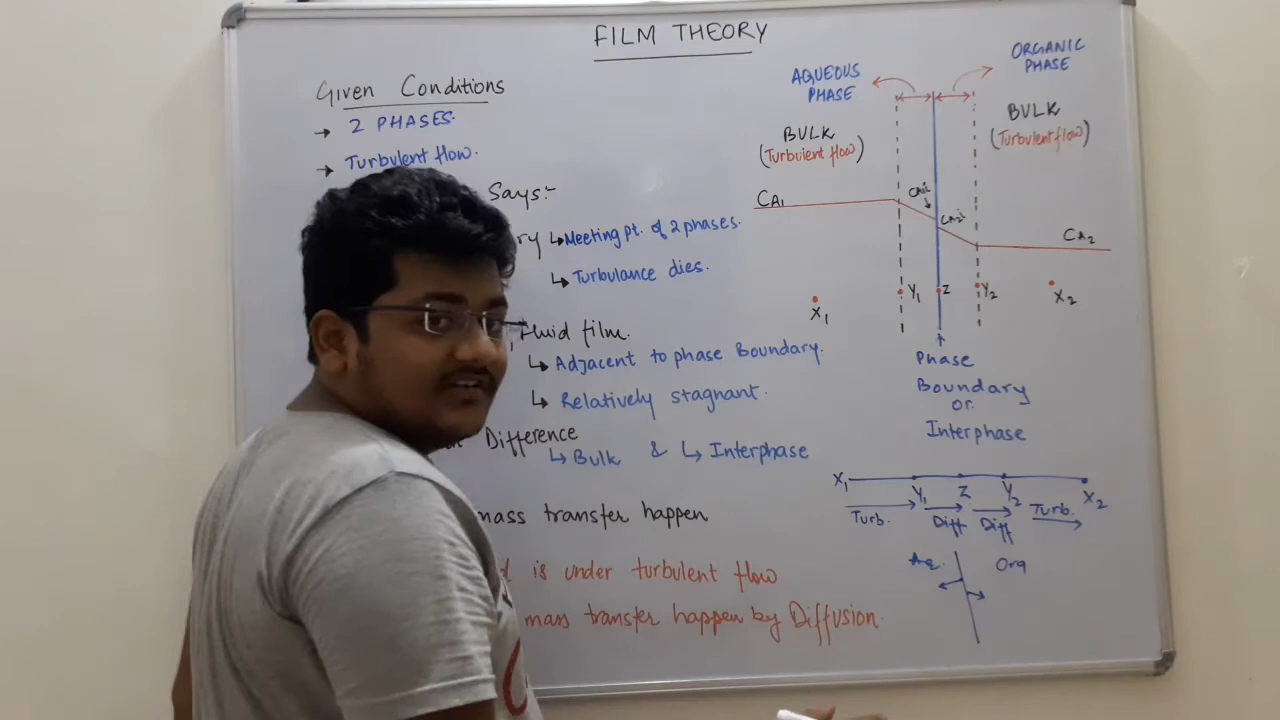 FILM THEORY
Given Conditions
→ 2 PHASES.
→ Turbulent flow.
Says:-
↳ Meeting pt. of 2 phases.
↳ Turbulance dies.
Fluid film.
↳ Adjacent to phase Boundary.
↳ Relatively stagnant.
Difference
↳ Bulk & ↳ Interphase
mass transfer happen
is under turbulent flow
mass transfer happen by Diffusion.
AQUEOUS
PHASE
ORGANIC
PHASE
BULK
(Turbulent flow)
BULK
(Turbulent flow)
CA1
CA1i
CA2i
CA2
X1
Y1
Z
Y2
X2
Phase
Boundary
or
Interphase
X1 Y1 Z Y2 X2
Turb. Diff Diff Turb.
Aq. Org